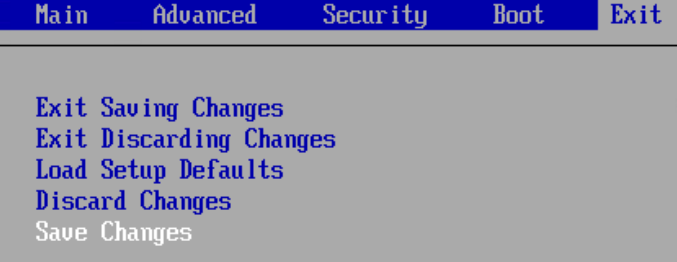 Main Advanced Security Boot Exit
Exit Saving Changes
Exit Discarding Changes
Load Setup Defaults
Discard Changes
Save Changes